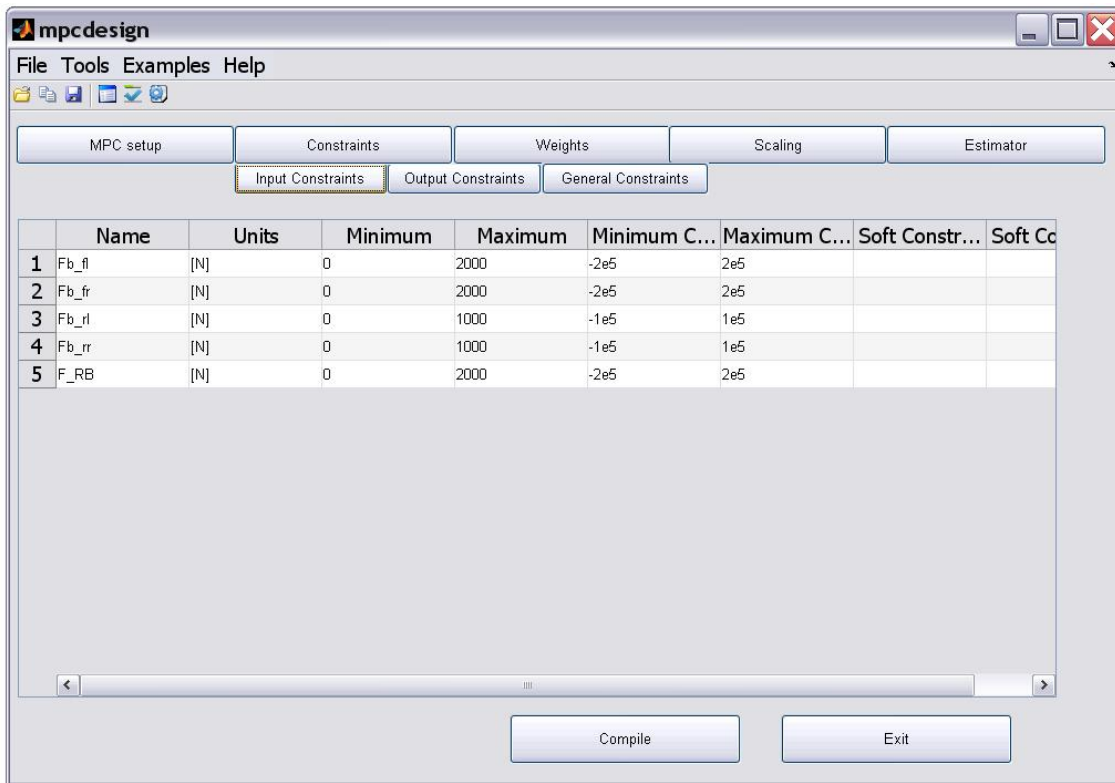 mpcdesign
File Tools Examples Help
MPC setup Constraints Weights Scaling Estimator
Input Constraints Output Constraints General Constraints
Name Units Minimum Maximum Minimum C... Maximum C... Soft Constr... Soft Co
1 Fb_fl [N] 0 2000 -2e5 2e5
2 Fb_fr [N] 0 2000 -2e5 2e5
3 Fb_rl [N] 0 1000 -1e5 1e5
4 Fb_rr [N] 0 1000 -1e5 1e5
5 F_RB [N] 0 2000 -2e5 2e5
Compile Exit